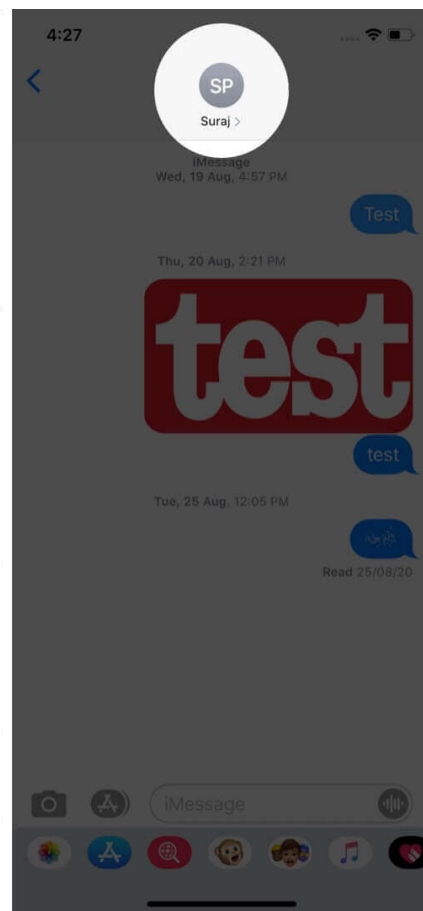 4:27
SP
Suraj >
iMessage
Wed, 19 Aug, 4:57 PM
Test
Thu, 20 Aug, 2:21 PM
test
test
Tue, 25 Aug, 12:05 PM
Read 25/08/20
iMessage